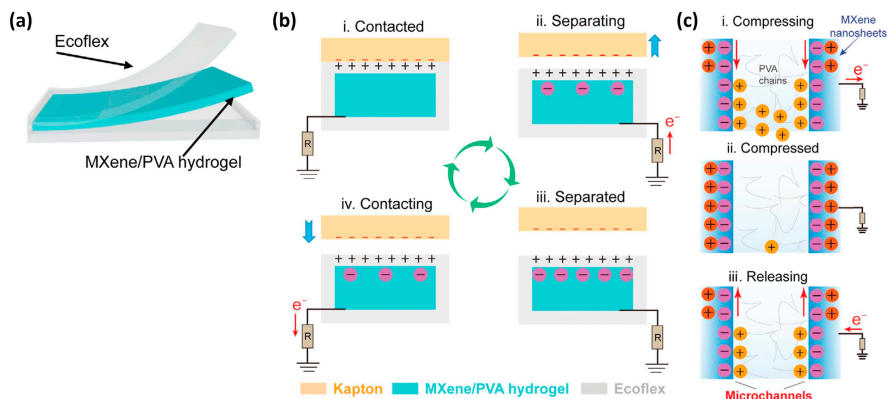 (a)
Ecoflex
MXene/PVA hydrogel
(b)
i. Contacted
− − − − − − − −
+ + + + + + + +
R
ii. Separating
− − − − − − − −
+ + + + + + + +
− − −
e−
R
iv. Contacting
− − − − − − − −
+ + + + + + + +
− − −
e−
R
iii. Separated
− − − − − − − −
+ + + + + + + +
− − − − −
R
Kapton
MXene/PVA hydrogel
Ecoflex
(c)
i. Compressing
MXene
nanosheets
PVA
chains
e−
ii. Compressed
iii. Releasing
e−
Microchannels